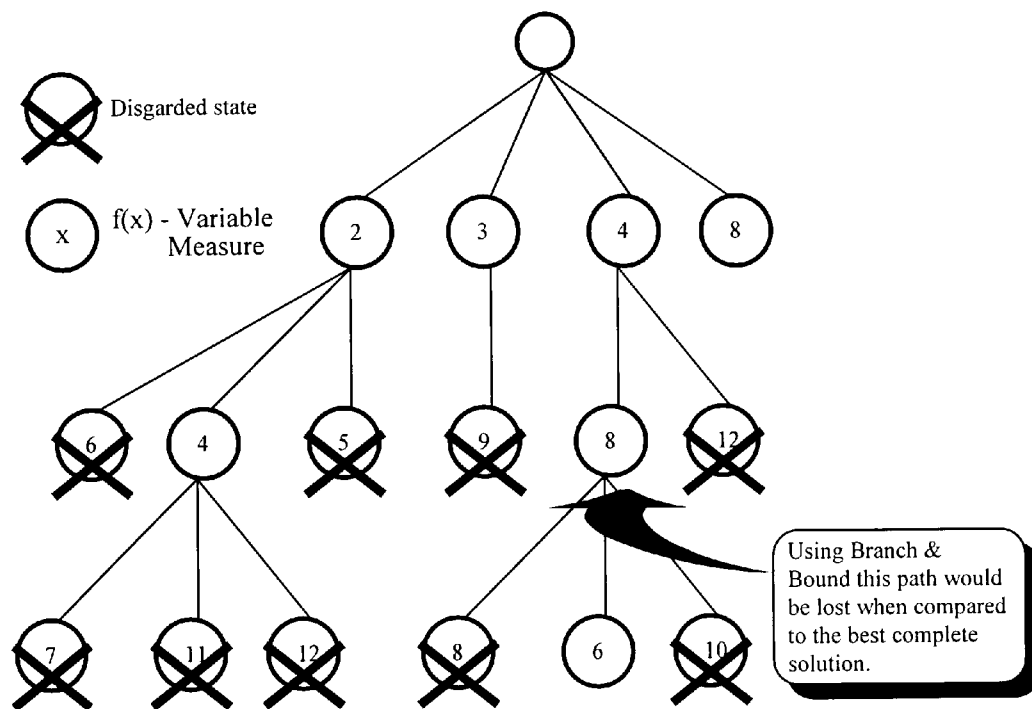 Disgarded state
x
f(x) - Variable
Measure
2
3
4
8
6
4
5
9
8
12
7
11
12
8
6
10
Using Branch &
Bound this path would
be lost when compared
to the best complete
solution.